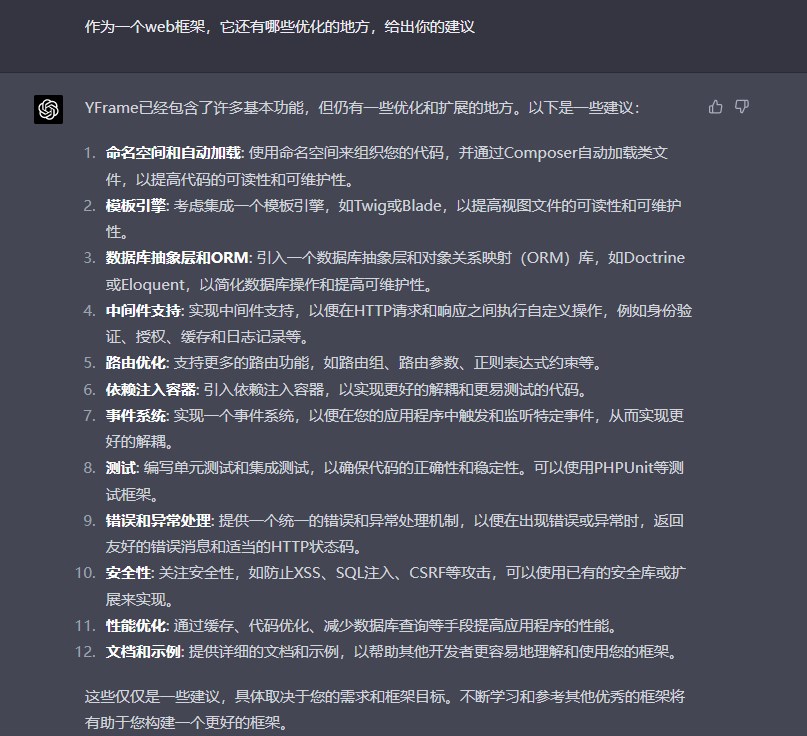 作为一个web框架，它还有哪些优化的地方，给出你的建议
YFrame已经包含了许多基本功能，但仍有一些优化和扩展的地方。以下是一些建议：
1. 命名空间和自动加载: 使用命名空间来组织您的代码，并通过Composer自动加载类文
件，以提高代码的可读性和可维护性。
2. 模板引擎: 考虑集成一个模板引擎，如Twig或Blade，以提高视图文件的可读性和可维护
性。
3. 数据库抽象层和ORM: 引入一个数据库抽象层和对象关系映射（ORM）库，如Doctrine
或Eloquent，以简化数据库操作和提高可维护性。
4. 中间件支持: 实现中间件支持，以便在HTTP请求和响应之间执行自定义操作，例如身份验
证、授权、缓存和日志记录等。
5. 路由优化: 支持更多的路由功能，如路由组、路由参数、正则表达式约束等。
6. 依赖注入容器: 引入依赖注入容器，以实现更好的解耦和更易测试的代码。
7. 事件系统: 实现一个事件系统，以便在您的应用程序中触发和监听特定事件，从而实现更
好的解耦。
8. 测试: 编写单元测试和集成测试，以确保代码的正确性和稳定性。可以使用PHPUnit等测
试框架。
9. 错误和异常处理: 提供一个统一的错误和异常处理机制，以便在出现错误或异常时，返回
友好的错误消息和适当的HTTP状态码。
10. 安全性: 关注安全性，如防止XSS、SQL注入、CSRF等攻击，可以使用已有的安全库或扩
展来实现。
11. 性能优化: 通过缓存、代码优化、减少数据库查询等手段提高应用程序的性能。
12. 文档和示例: 提供详细的文档和示例，以帮助其他开发者更容易地理解和使用您的框架。
这些仅仅是一些建议，具体取决于您的需求和框架目标。不断学习和参考其他优秀的框架将
有助于您构建一个更好的框架。